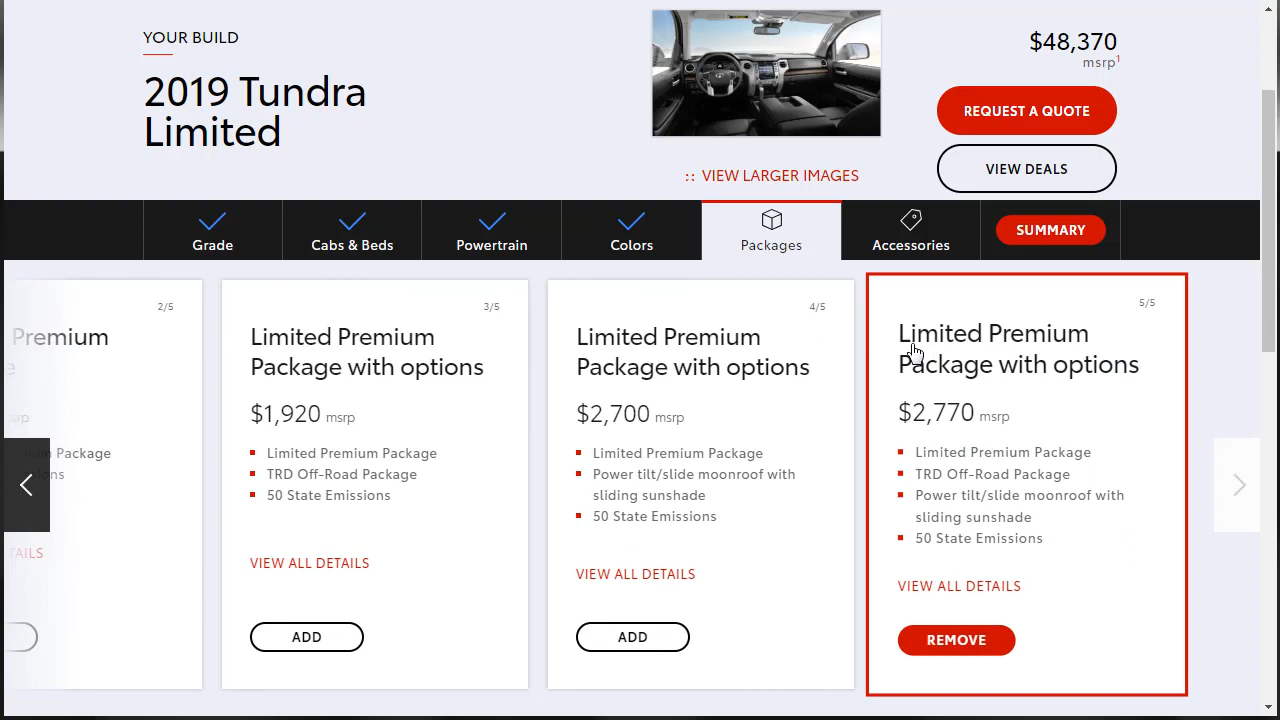 YOUR BUILD
2019 Tundra
Limited
:: VIEW LARGER IMAGES
$48,370
msrp1
REQUEST A QUOTE
VIEW DEALS
Grade
Cabs & Beds
Powertrain
Colors
Packages
Accessories
SUMMARY
2/5
Premium
Package
TAILS
3/5
Limited Premium
Package with options
$1,920 msrp
Limited Premium Package
TRD Off-Road Package
50 State Emissions
VIEW ALL DETAILS
ADD
4/5
Limited Premium
Package with options
$2,700 msrp
Limited Premium Package
Power tilt/slide moonroof with
sliding sunshade
50 State Emissions
VIEW ALL DETAILS
ADD
5/5
Limited Premium
Package with options
$2,770 msrp
Limited Premium Package
TRD Off-Road Package
Power tilt/slide moonroof with
sliding sunshade
50 State Emissions
VIEW ALL DETAILS
REMOVE